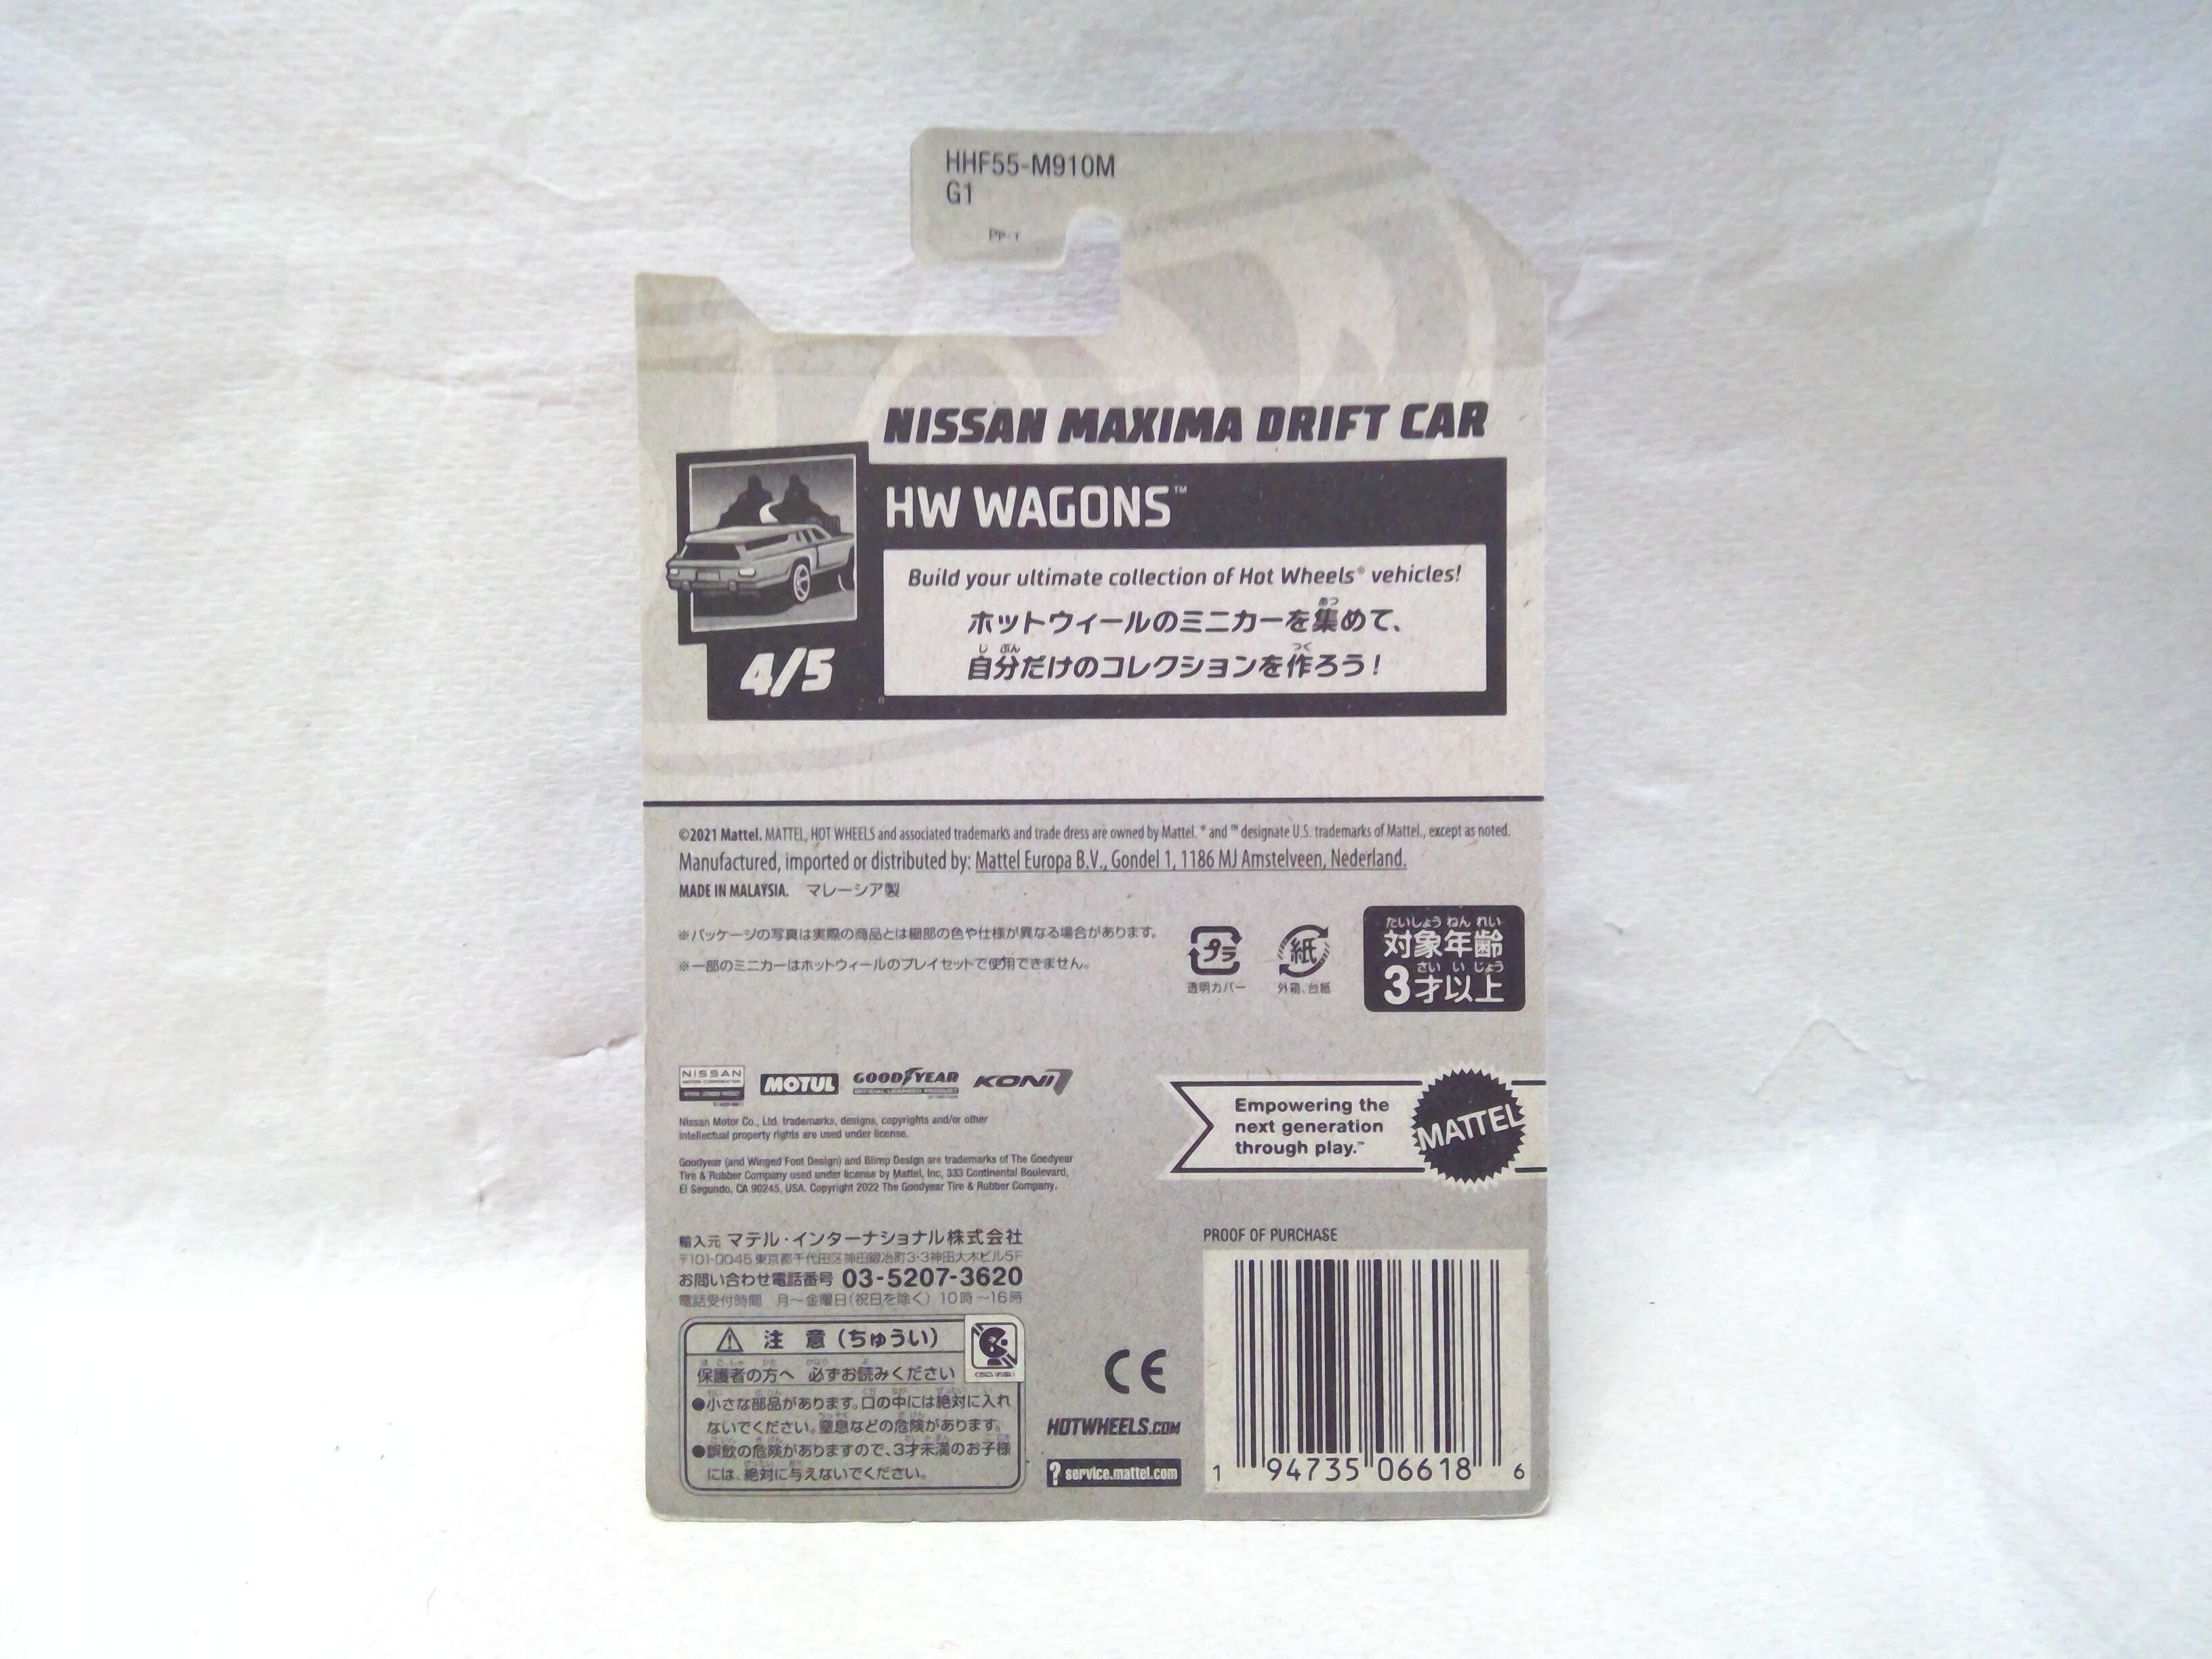 HHF55-M910M
G1
NISSAN MAXIMA DRIFT CAR
HW WAGONS™
Build your ultimate collection of Hot Wheels® vehicles!
ホットウィールのミニカーを集めて、
自分だけのコレクションを作ろう！
4/5
©2021 Mattel. MATTEL, HOT WHEELS and associated trademarks and trade dress are owned by Mattel. ® and ™ designate U.S. trademarks of Mattel., except as noted.
Manufactured, imported or distributed by: Mattel Europa B.V., Gondel 1, 1186 MJ Amstelveen, Nederland.
MADE IN MALAYSIA. マレーシア製
※パッケージの写真は実際の商品とは細部の色や仕様が異なる場合があります。
※一部のミニカーはホットウィールのプレイセットで使用できません。
プラ
透明カバー
紙
外箱、台紙
たいしょう ねん れい
対象年齢
さい い じょう
3才以上
NISSAN
MOTUL
GOODYEAR
KONI
Nissan Motor Co., Ltd. trademarks, designs, copyrights and/or other
intellectual property rights are used under license.
Goodyear (and Winged Foot Design) and Blimp Design are trademarks of The Goodyear
Tire & Rubber Company used under license by Mattel, Inc, 333 Continental Boulevard,
El Segundo, CA 90245, USA. Copyright 2022 The Goodyear Tire & Rubber Company.
Empowering the
next generation
through play.™
MATTEL
輸入元 マテル・インターナショナル株式会社
〒101-0045 東京都千代田区神田鍛冶町3-3神田大木ビル5F
お問い合わせ電話番号 03-5207-3620
電話受付時間 月～金曜日(祝日を除く) 10時～16時
注 意 (ちゅうい)
保護者の方へ 必ずお読みください
●小さな部品があります。口の中には絶対に入れ
ないでください。窒息などの危険があります。
●誤飲の危険がありますので、3才未満のお子様
には、絶対に与えないでください。
CE
HOTWHEELS.COM
? service.mattel.com
PROOF OF PURCHASE
1 94735 06618 6